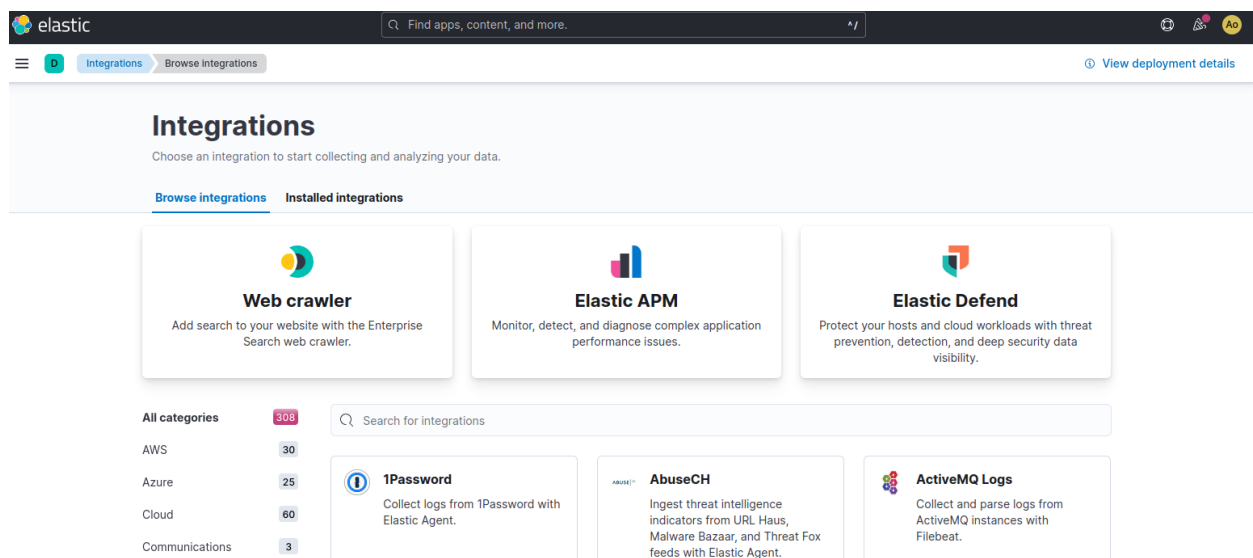 elastic
Find apps, content, and more.
^/
Ao
D
Integrations
Browse integrations
View deployment details
Integrations
Choose an integration to start collecting and analyzing your data.
Browse integrations
Installed integrations
Web crawler
Add search to your website with the Enterprise
Search web crawler.
Elastic APM
Monitor, detect, and diagnose complex application
performance issues.
Elastic Defend
Protect your hosts and cloud workloads with threat
prevention, detection, and deep security data
visibility.
All categories 308
AWS 30
Azure 25
Cloud 60
Communications 3
Search for integrations
1Password
Collect logs from 1Password with
Elastic Agent.
ABUSE
AbuseCH
Ingest threat intelligence
indicators from URL Haus,
Malware Bazaar, and Threat Fox
feeds with Elastic Agent.
ActiveMQ Logs
Collect and parse logs from
ActiveMQ instances with
Filebeat.